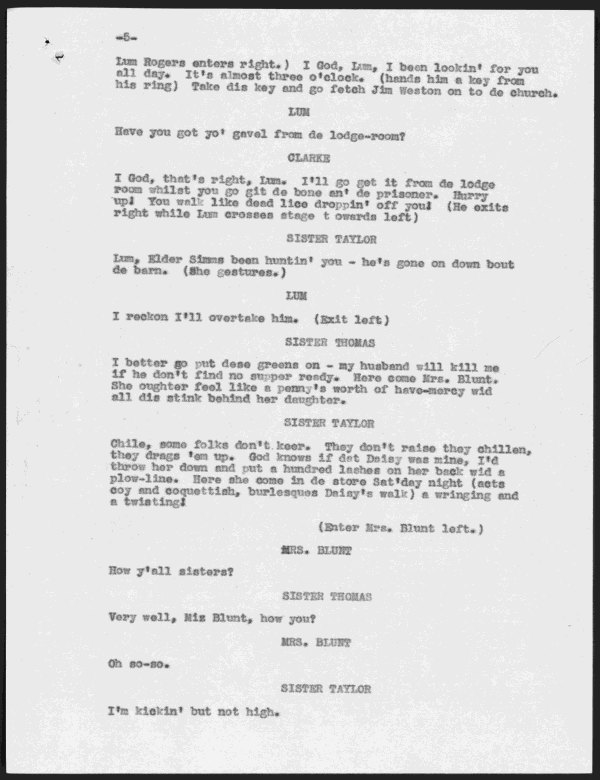 -5-
Lum Rogers enters right.) I God, Lum, I been lookin' for you
all day. It's almost three o'clock. (hands him a key from
his ring) Take dis key and go fetch Jim Weston on to de church.
LUM
Have you got yo' gavel from de lodge-room?
CLARKE
I God, that's right, Lum. I'll go get it from de lodge
room whilst you go git de bone an' de prisoner. Hurry
up! You walk like dead lice droppin' off you! (He exits
right while Lum crosses stage t owards left)
SISTER TAYLOR
Lum, Elder Simms been huntin' you - he's gone on down bout
de barn. (She gestures.)
LUM
I reckon I'll overtake him. (Exit left)
SISTER THOMAS
I better go put dese greens on - my husband will kill me
if he don't find no supper ready. Here come Mrs. Blunt.
She oughter feel like a penny's worth of have-mercy wid
all dis stink behind her daughter.
SISTER TAYLOR
Chile, some folks don't keer. They don't raise they chillen,
they drags 'em up. God knows if dat Daisy was mine, I'd
throw her down and put a hundred lashes on her back wid a
plow-line. Here she come in de store Sat'day night (acts
coy and coquettish, burlesques Daisy's walk) a wringing and
a twisting!
(Enter Mrs. Blunt left.)
MRS. BLUNT
How y'all sisters?
SISTER THOMAS
Very well, Miz Blunt, how you?
MRS. BLUNT
Oh so-so.
SISTER TAYLOR
I'm kickin' but not high.